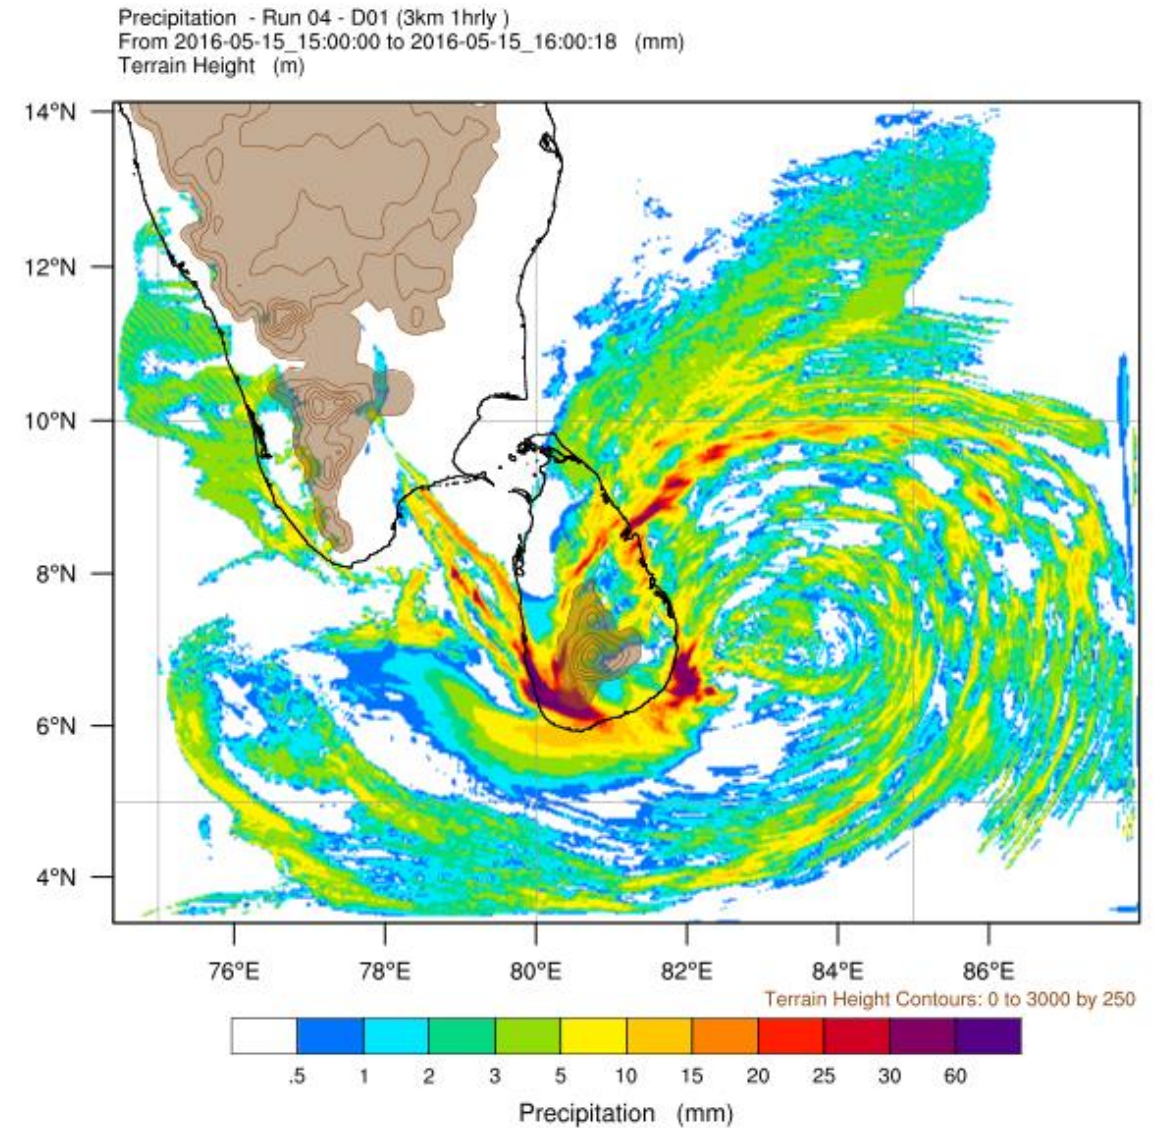 Precipitation - Run 04 - D01 (3km 1hrly )
From 2016-05-15_15:00:00 to 2016-05-15_16:00:18 (mm)
Terrain Height (m)
14°N
12°N
10°N
8°N
6°N
4°N
76°E 78°E 80°E 82°E 84°E 86°E
Terrain Height Contours: 0 to 3000 by 250
.5 1 2 3 5 10 15 20 25 30 60
Precipitation (mm)